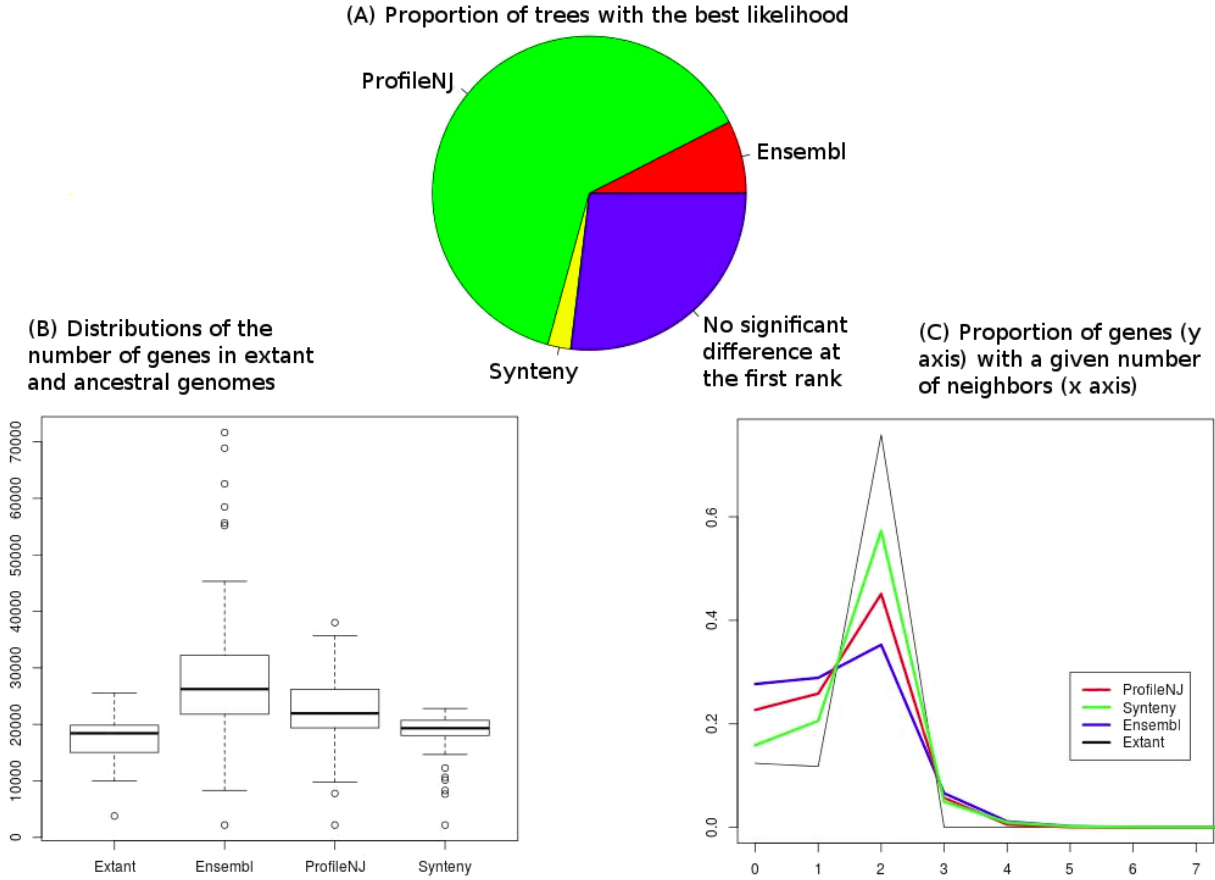 (A) Proportion of trees with the best likelihood
ProfileNJ
Ensembl
Synteny
No significant
difference at
the first rank
(B) Distributions of the
number of genes in extant
and ancestral genomes
70000
60000
50000
40000
30000
20000
10000
0
Extant
Ensembl
ProfileNJ
Synteny
(C) Proportion of genes (y
axis) with a given number
of neighbors (x axis)
0.6
0.4
0.2
0.0
ProfileNJ
Synteny
Ensembl
Extant
0 1 2 3 4 5 6 7